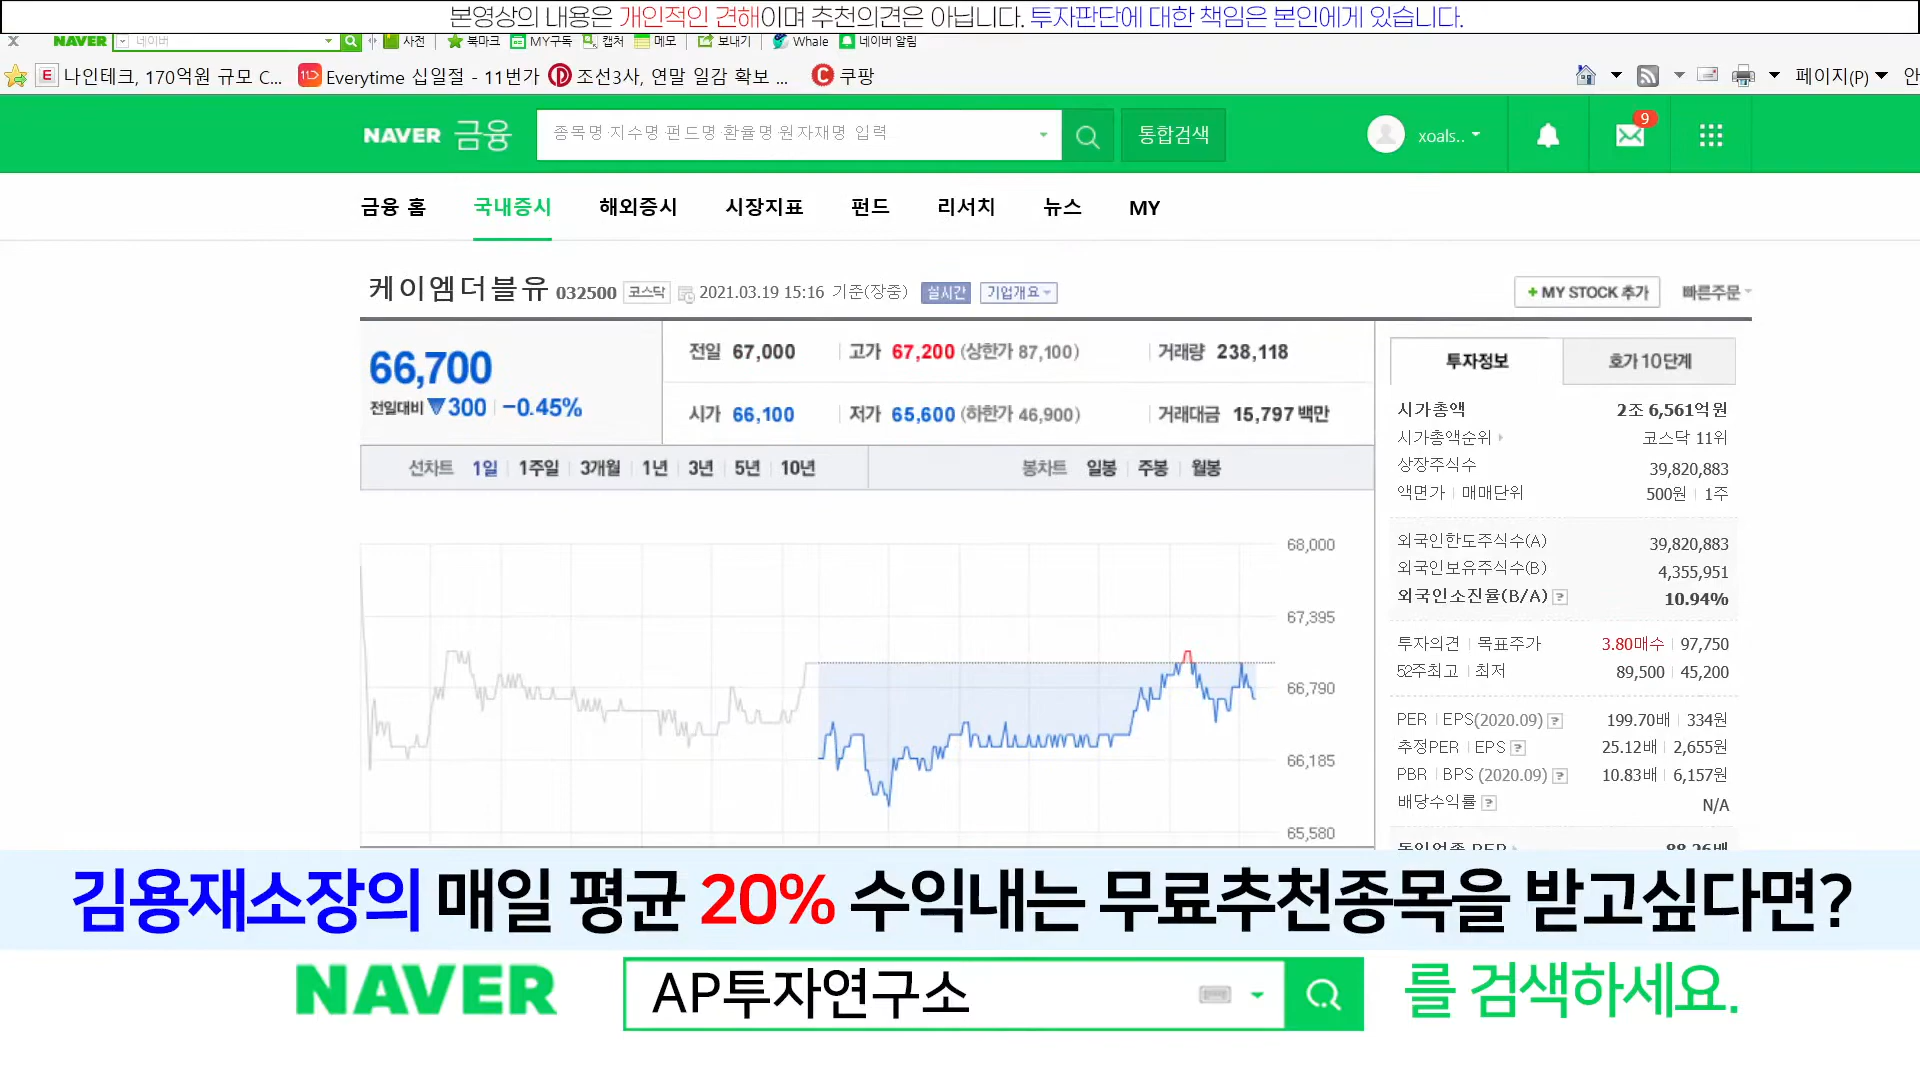 본영상의 내용은 개인적인 견해이며 추천의견은 아닙니다. 투자판단에 대한 책임은 본인에게 있습니다.
X NAVER 네이버 사전 북마크 MY구독 캡처 메모 보내기 Whale 네이버 알림
E 나인테크, 170억원 규모 C... 11 Everytime 십일절 - 11번가 조선3사, 연말 일감 확보 ... C 쿠팡 페이지(P) 안
NAVER 금융 종목명·지수명·펀드명·환율명·원자재명 입력 통합검색 xoals.. 9
금융 홈 국내증시 해외증시 시장지표 펀드 리서치 뉴스 MY
케이엠더블유 032500 코스닥 2021.03.19 15:16 기준(장중) 실시간 기업개요 + MY STOCK 추가 빠른주문
66,700
전일대비 ▼300 -0.45%
전일 67,000 고가 67,200 (상한가 87,100) 거래량 238,118
시가 66,100 저가 65,600 (하한가 46,900) 거래대금 15,797 백만
선차트 1일 1주일 3개월 1년 3년 5년 10년 봉차트 일봉 주봉 월봉
68,000
67,395
66,790
66,185
65,580
투자정보 호가 10단계
시가총액 2조 6,561억원
시가총액순위 코스닥 11위
상장주식수 39,820,883
액면가 매매단위 500원 1주
외국인한도주식수(A) 39,820,883
외국인보유주식수(B) 4,355,951
외국인소진율(B/A) ? 10.94%
투자의견 목표주가 3.80매수 97,750
52주최고 최저 89,500 45,200
PER EPS(2020.09) ? 199.70배 334원
추정PER EPS ? 25.12배 2,655원
PBR BPS (2020.09) ? 10.83배 6,157원
배당수익률 ? N/A
동일업종 PER 88.26배
김용재소장의 매일 평균 20% 수익내는 무료추천종목을 받고싶다면?
NAVER AP투자연구소 를 검색하세요.